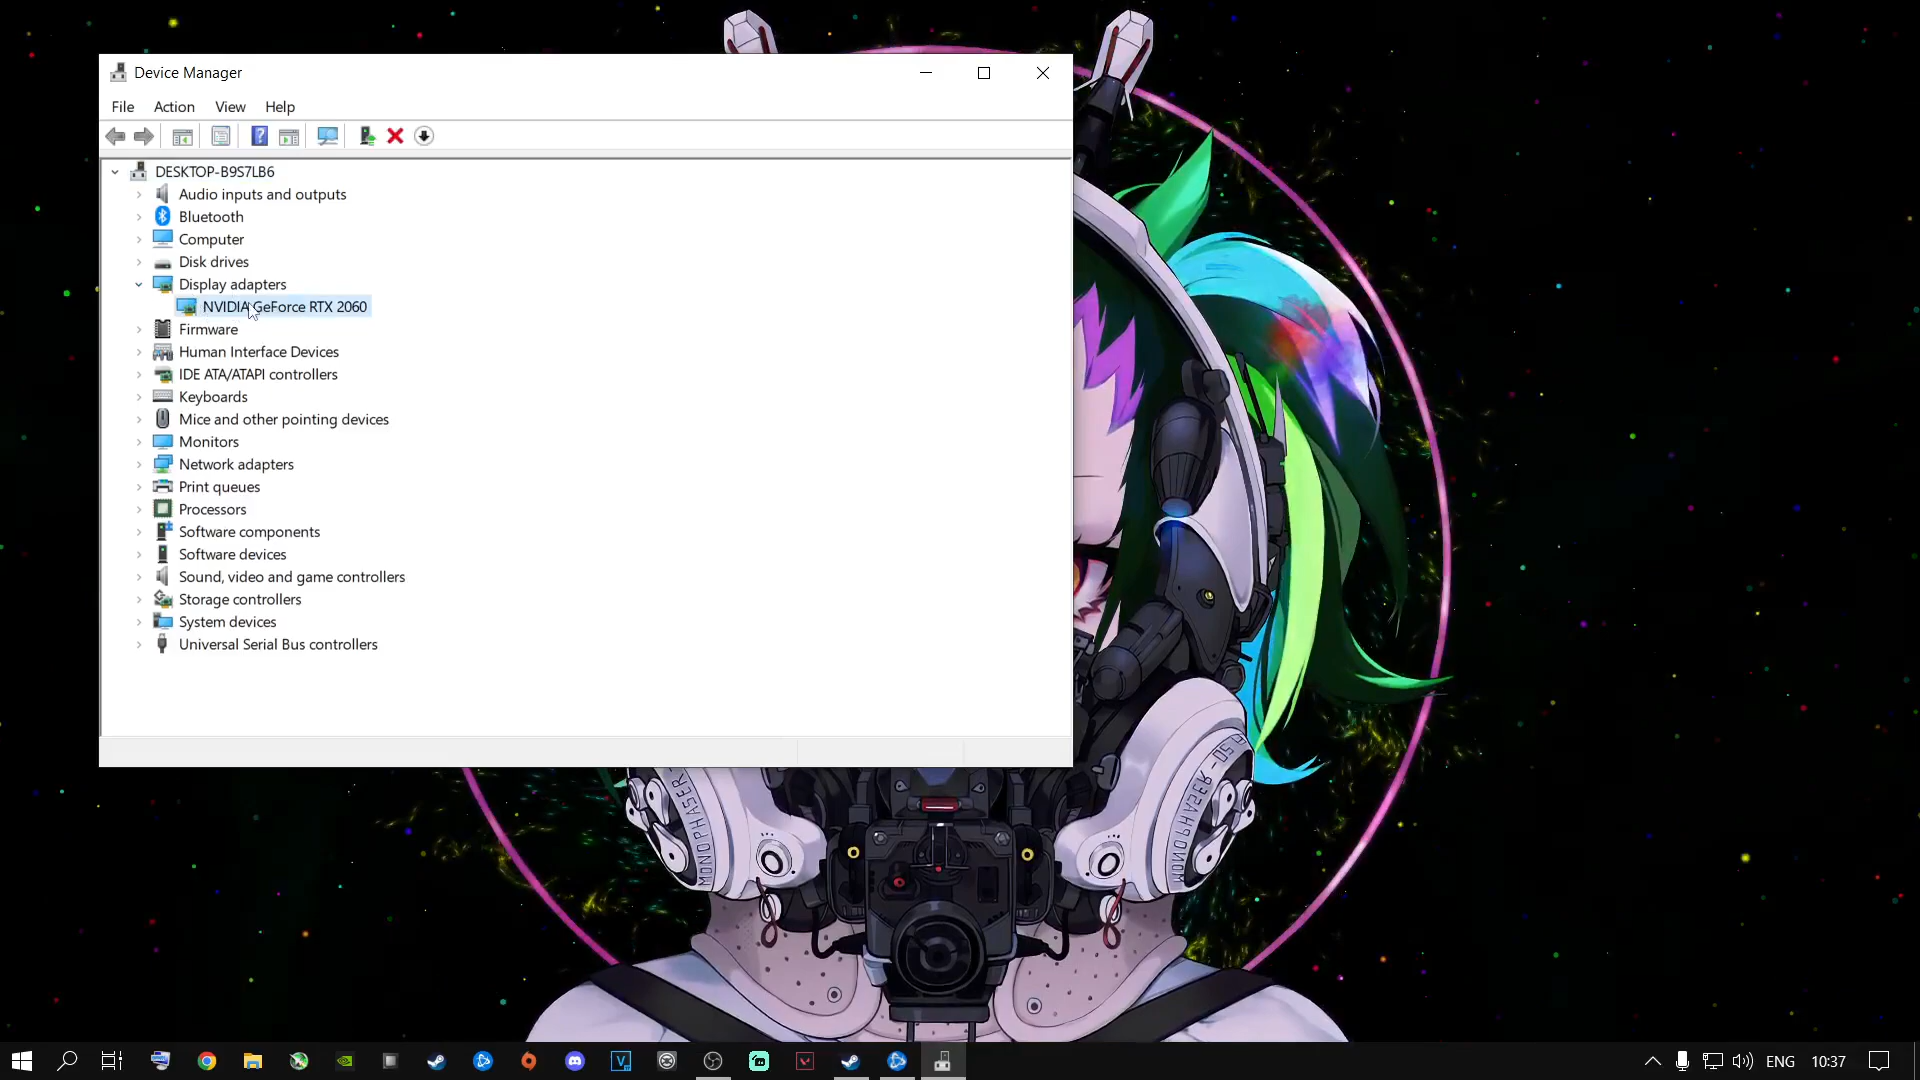 Device Manager
File Action View Help
DESKTOP-B9S7LB6
Audio inputs and outputs
Bluetooth
Computer
Disk drives
Display adapters
NVIDIA GeForce RTX 2060
Firmware
Human Interface Devices
IDE ATA/ATAPI controllers
Keyboards
Mice and other pointing devices
Monitors
Network adapters
Print queues
Processors
Software components
Software devices
Sound, video and game controllers
Storage controllers
System devices
Universal Serial Bus controllers
MONOPHASER
MONOPHASER-05
ENG 10:37